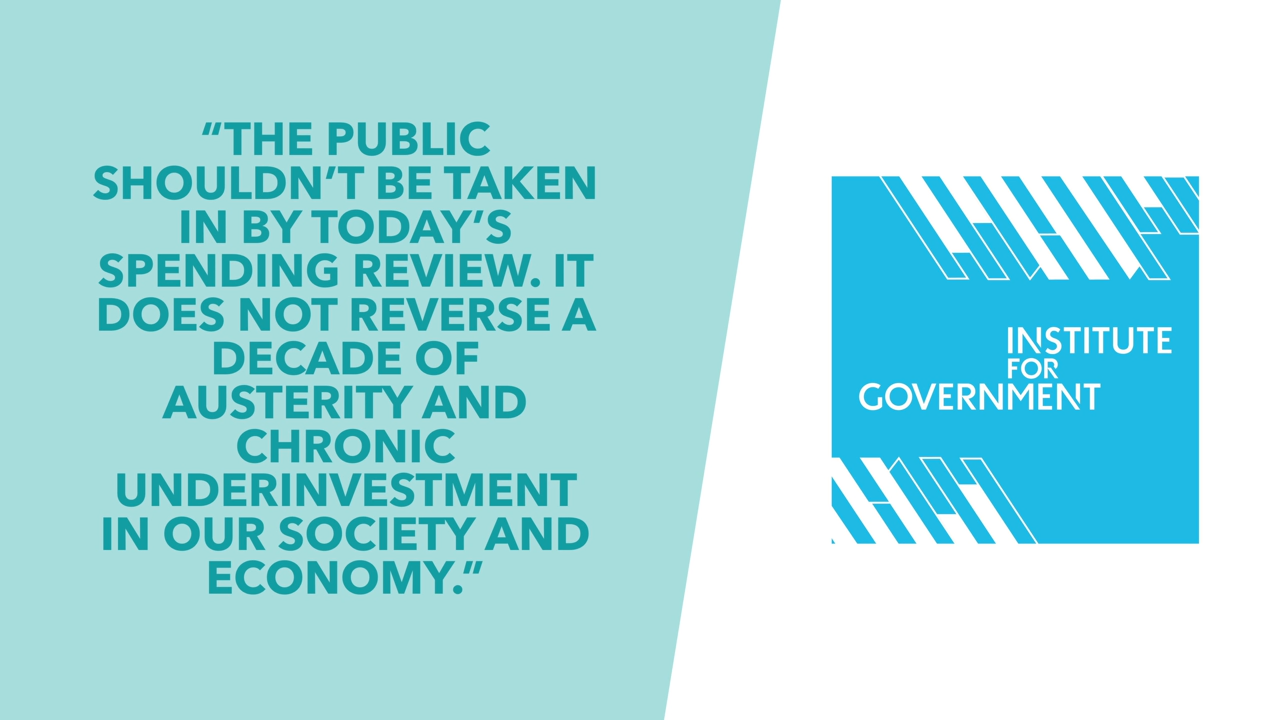 “THE PUBLIC
SHOULDN’T BE TAKEN
IN BY TODAY’S
SPENDING REVIEW. IT
DOES NOT REVERSE A
DECADE OF
AUSTERITY AND
CHRONIC
UNDERINVESTMENT
IN OUR SOCIETY AND
ECONOMY.”
INSTITUTE
FOR
GOVERNMENT